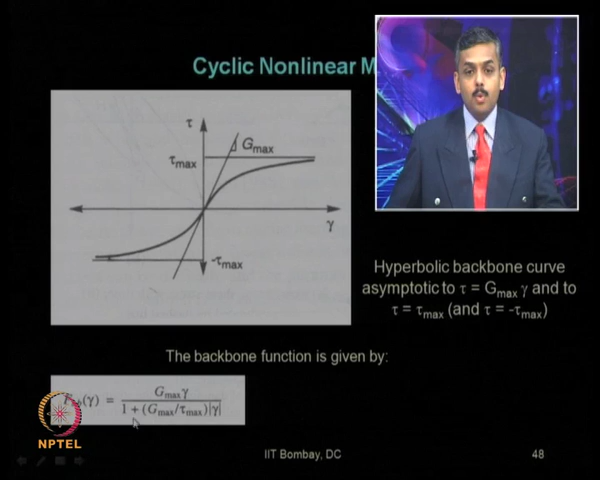 Cyclic Nonlinear M
τ
G_max
τ_max
γ
-τ_max
Hyperbolic backbone curve
asymptotic to τ = G_max γ and to
τ = τ_max (and τ = -τ_max)
The backbone function is given by:
(γ) = G_max γ / 1 + (G_max/τ_max)|γ|
NPTEL
IIT Bombay, DC
48